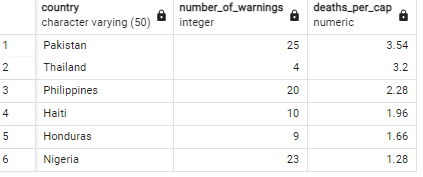 country number_of_warnings deaths_per_cap
character varying (50) integer numeric
1 Pakistan 25 3.54
2 Thailand 4 3.2
3 Philippines 20 2.28
4 Haiti 10 1.96
5 Honduras 9 1.66
6 Nigeria 23 1.28